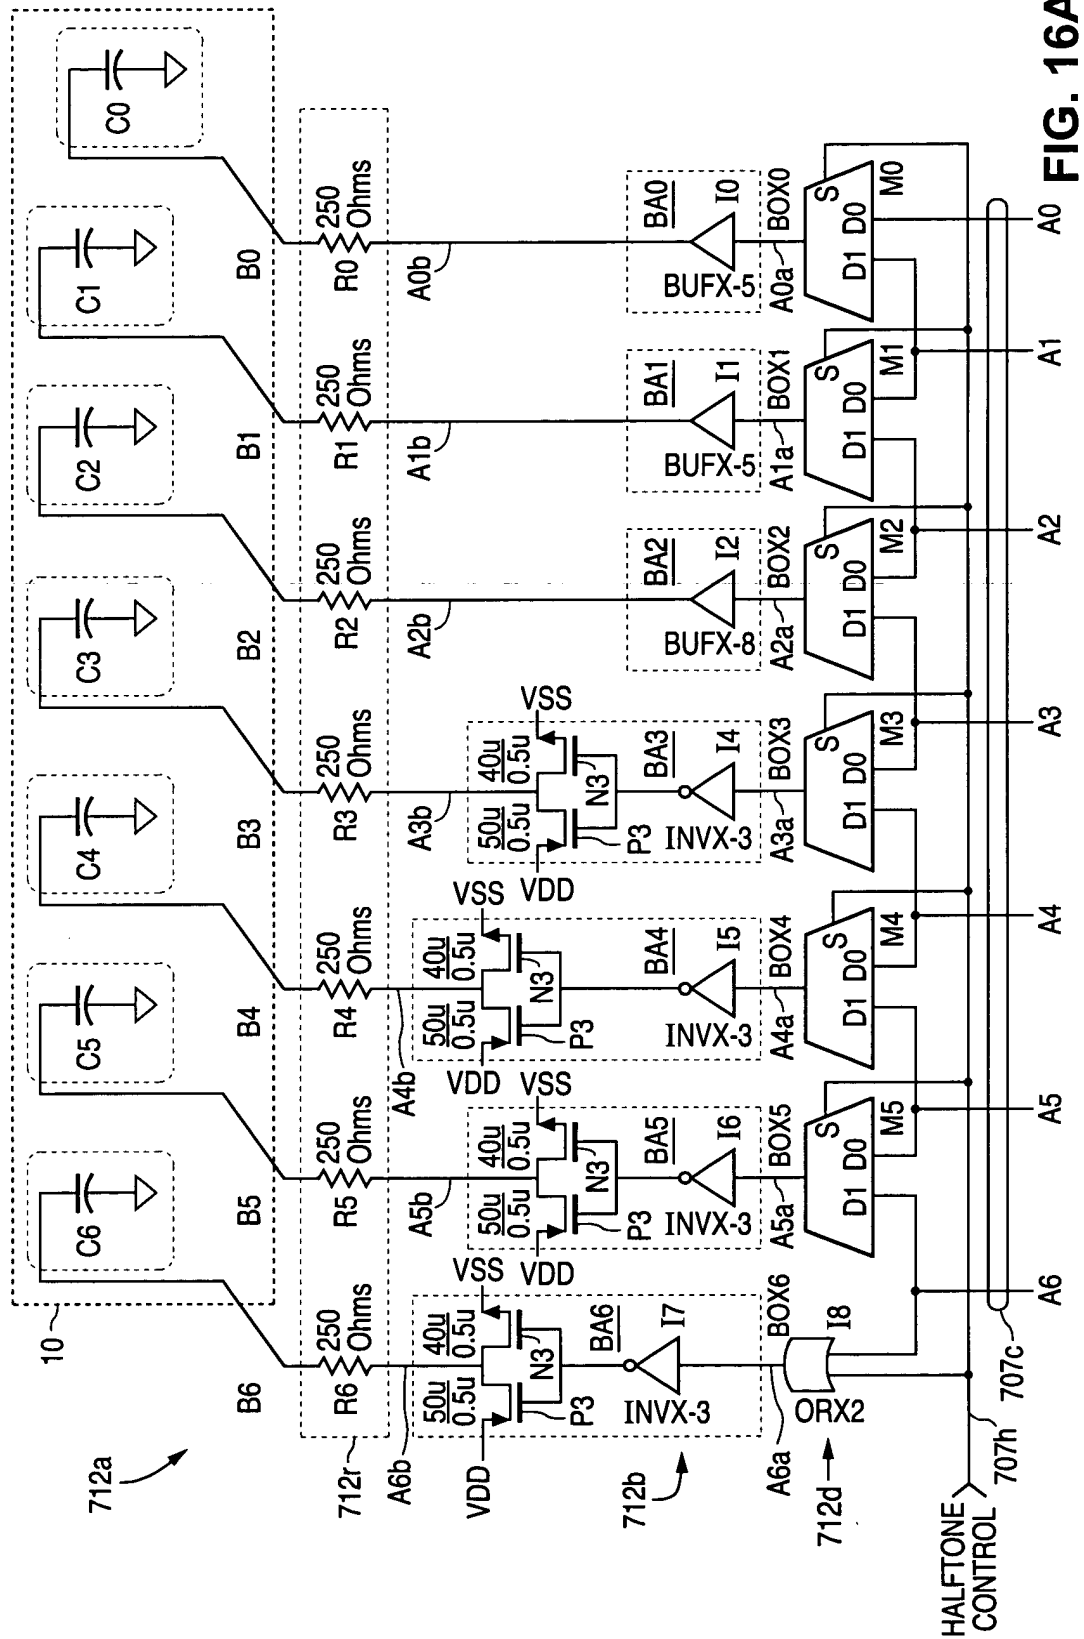 FIG. 16A
10
712a
C6
C5
C4
C3
C2
C1
C0
B6
B5
B4
B3
B2
B1
B0
712r
R6
250
Ohms
R5
250
Ohms
R4
250
Ohms
R3
250
Ohms
R2
250
Ohms
R1
250
Ohms
R0
250
Ohms
A6b
A5b
A4b
A3b
A2b
A1b
A0b
VDD
50u
0.5u
40u
0.5u
VSS
P3
N3
VDD
50u
0.5u
40u
0.5u
VSS
P3
N3
VDD
50u
0.5u
40u
0.5u
VSS
P3
N3
VDD
50u
0.5u
40u
0.5u
VSS
P3
N3
712b
BA6
INVX-3
I7
BA5
INVX-3
I6
BA4
INVX-3
I5
BA3
INVX-3
I4
BA2
BUFX-8
I2
BA1
BUFX-5
I1
BA0
BUFX-5
I0
A6a
BOX6
A5a
BOX5
A4a
BOX4
A3a
BOX3
A2a
BOX2
A1a
BOX1
A0a
BOX0
712d
ORX2
I8
D1 D0
S
M5
D1 D0
S
M4
D1 D0
S
M3
D1 D0
S
M2
D1 D0
S
M1
D1 D0
S
M0
HALFTONE
CONTROL
707h
707c
A6
A5
A4
A3
A2
A1
A0